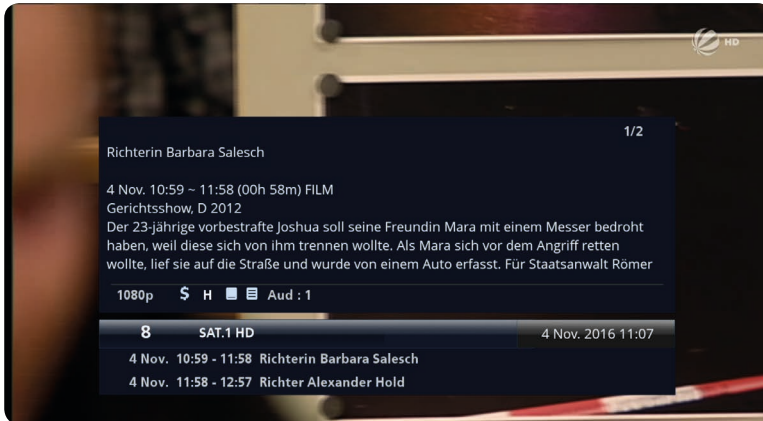 HD
1/2
Richterin Barbara Salesch
4 Nov. 10:59 ~ 11:58 (00h 58m) FILM
Gerichtsshow, D 2012
Der 23-jährige vorbestrafte Joshua soll seine Freundin Mara mit einem Messer bedroht
haben, weil diese sich von ihm trennen wollte. Als Mara sich vor dem Angriff retten
wollte, lief sie auf die Straße und wurde von einem Auto erfasst. Für Staatsanwalt Römer
1080p $ H Aud : 1
8 SAT.1 HD 4 Nov. 2016 11:07
4 Nov. 10:59 - 11:58 Richterin Barbara Salesch
4 Nov. 11:58 - 12:57 Richter Alexander Hold